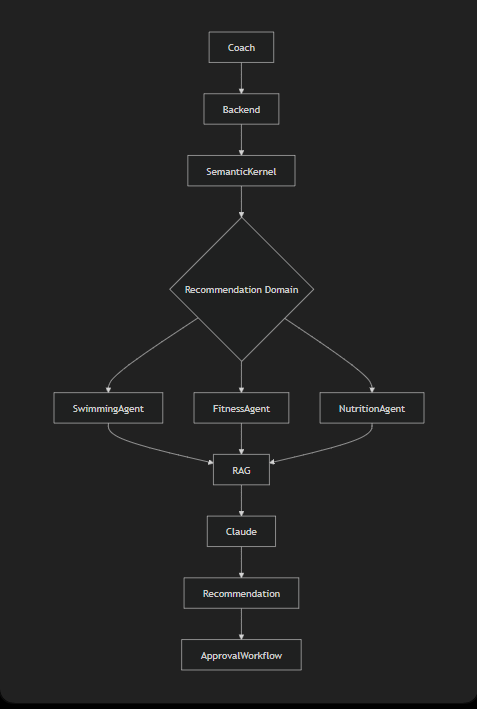 Coach
Backend
SemanticKernel
Recommendation Domain
SwimmingAgent
FitnessAgent
NutritionAgent
RAG
Claude
Recommendation
ApprovalWorkflow